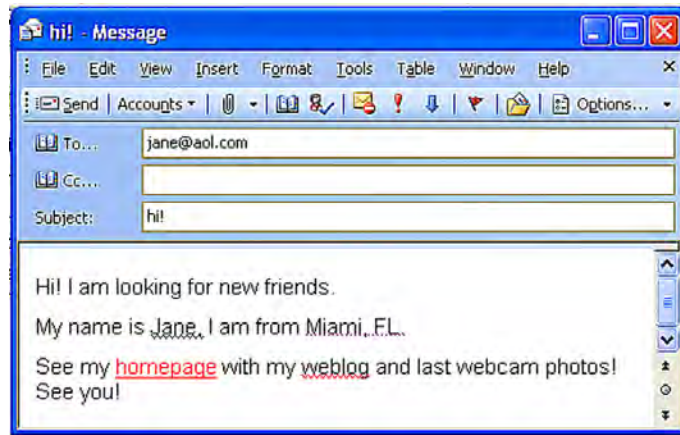 hi! - Message
File Edit View Insert Format Tools Table Window Help
Send Accounts Options...
To... jane@aol.com
Cc...
Subject: hi!
Hi! I am looking for new friends.
My name is Jane, I am from Miami, FL.
See my homepage with my weblog and last webcam photos!
See you!